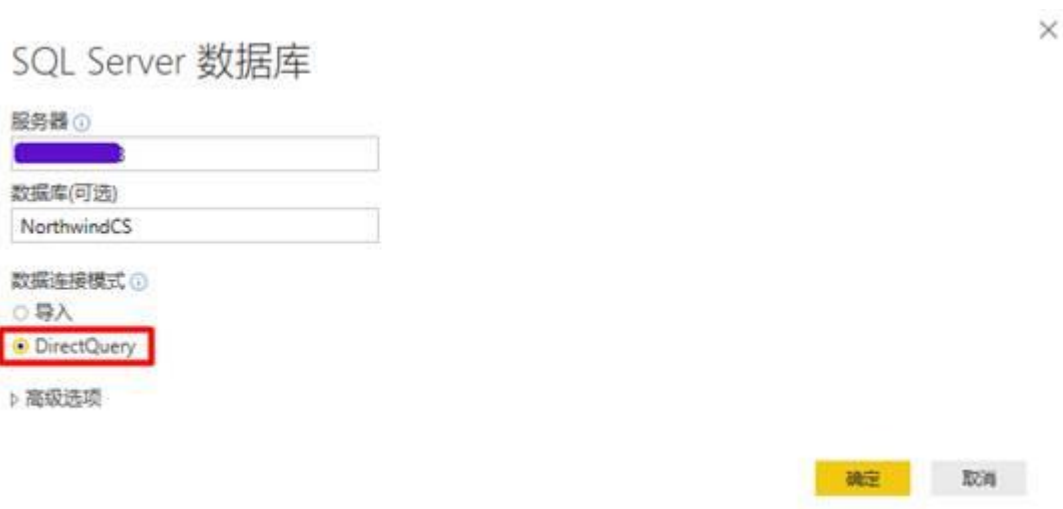 SQL Server 数据库
服务器
数据库(可选)
NorthwindCS
数据连接模式
导入
DirectQuery
高级选项
确定
取消